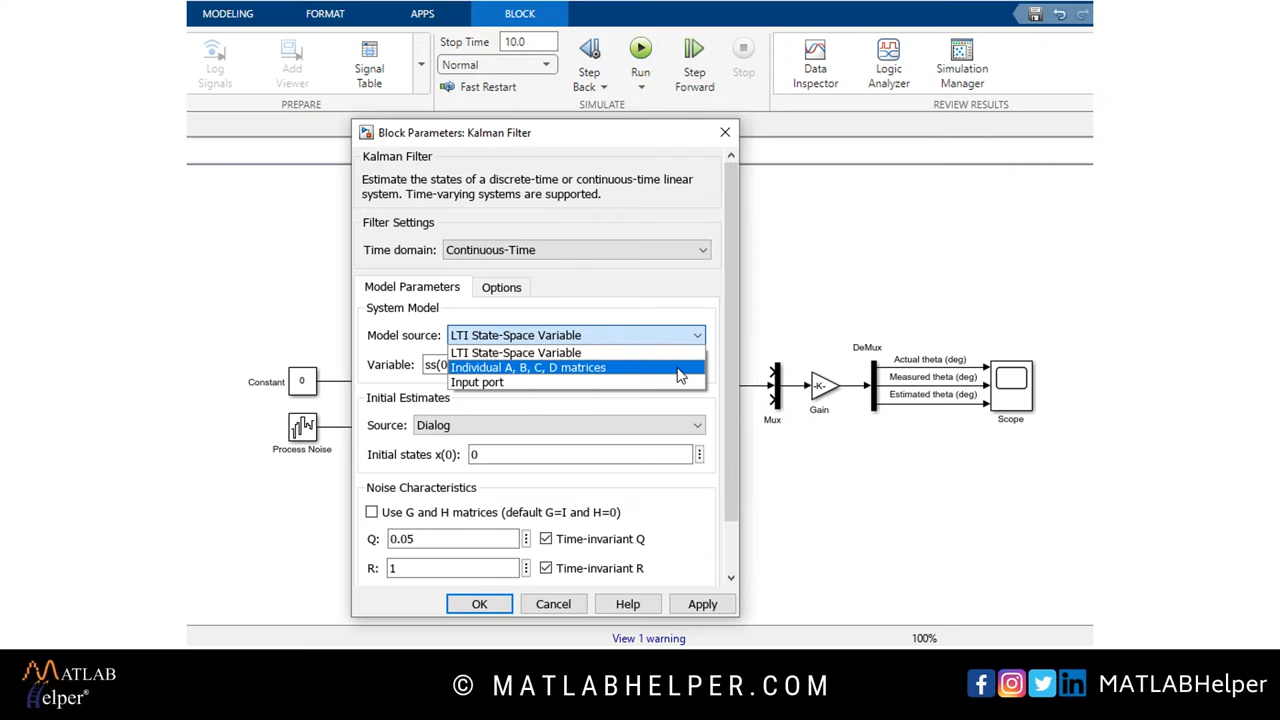 MODELING FORMAT APPS BLOCK
Log Signals
Add Viewer
Signal Table
PREPARE
Stop Time 10.0
Normal
Fast Restart
Step Back
Run
Step Forward
Stop
SIMULATE
Data Inspector
Logic Analyzer
Simulation Manager
REVIEW RESULTS
Block Parameters: Kalman Filter
Kalman Filter
Estimate the states of a discrete-time or continuous-time linear
system. Time-varying systems are supported.
Filter Settings
Time domain: Continuous-Time
Model Parameters Options
System Model
Model source: LTI State-Space Variable
LTI State-Space Variable
Variable: ss(0 Individual A, B, C, D matrices
Input port
Initial Estimates
Source: Dialog
Initial states x(0): 0
Noise Characteristics
Use G and H matrices (default G=I and H=0)
Q: 0.05 Time-invariant Q
R: 1 Time-invariant R
OK Cancel Help Apply
Constant 0
Process Noise
Mux
-K-
Gain
DeMux
Actual theta (deg)
Measured theta (deg)
Estimated theta (deg)
Scope
View 1 warning 100%
MATLAB
Helper®
© MATLABHELPER.COM
MATLABHelper